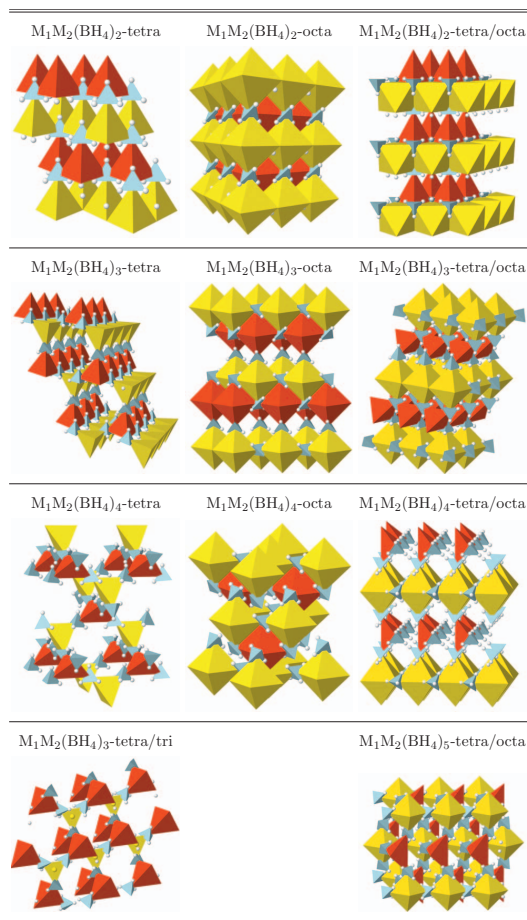 M₁M₂(BH₄)₂-tetra M₁M₂(BH₄)₂-octa M₁M₂(BH₄)₂-tetra/octa
M₁M₂(BH₄)₃-tetra M₁M₂(BH₄)₃-octa M₁M₂(BH₄)₃-tetra/octa
M₁M₂(BH₄)₄-tetra M₁M₂(BH₄)₄-octa M₁M₂(BH₄)₄-tetra/octa
M₁M₂(BH₄)₃-tetra/tri M₁M₂(BH₄)₅-tetra/octa